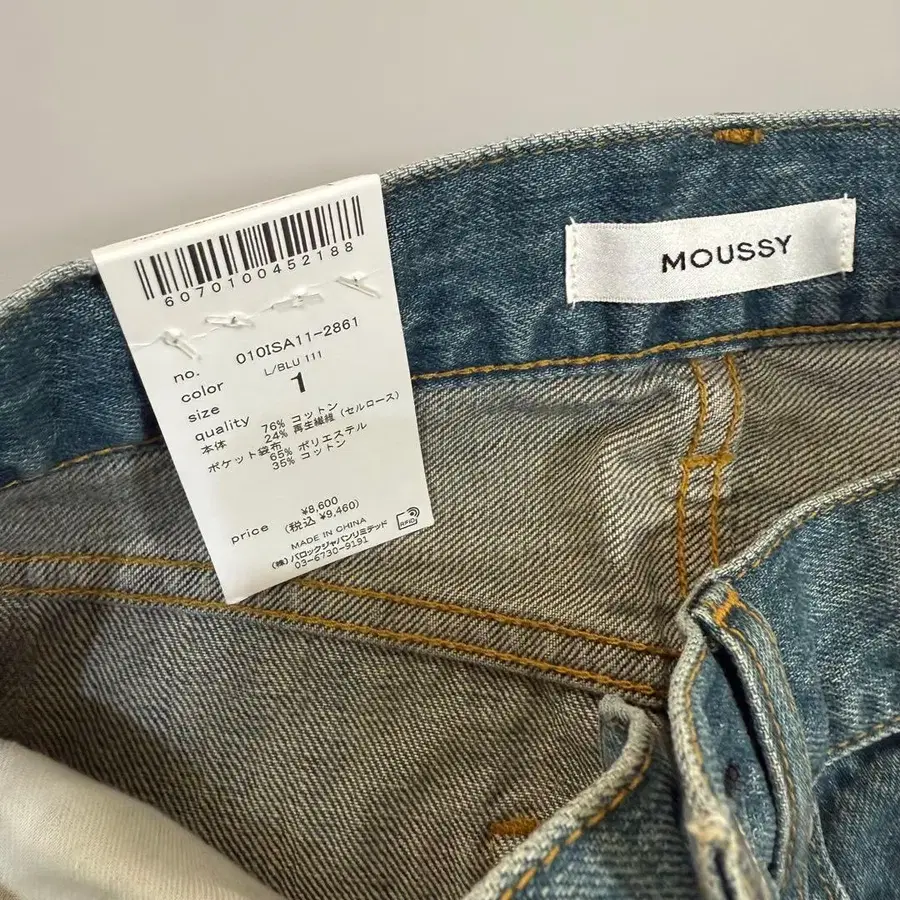 6070100452188
no. 010ISA11-2861
color L/BLU 111
size 1
quality
本体 76% コットン
24% 再生繊維 (セルロース)
ポケット袋布 65% ポリエステル
35% コットン
price ¥8,600
(税込 ¥9,460)
MADE IN CHINA
(株) バロックジャパンリミテッド
03-6730-9191
RFID
MOUSSY